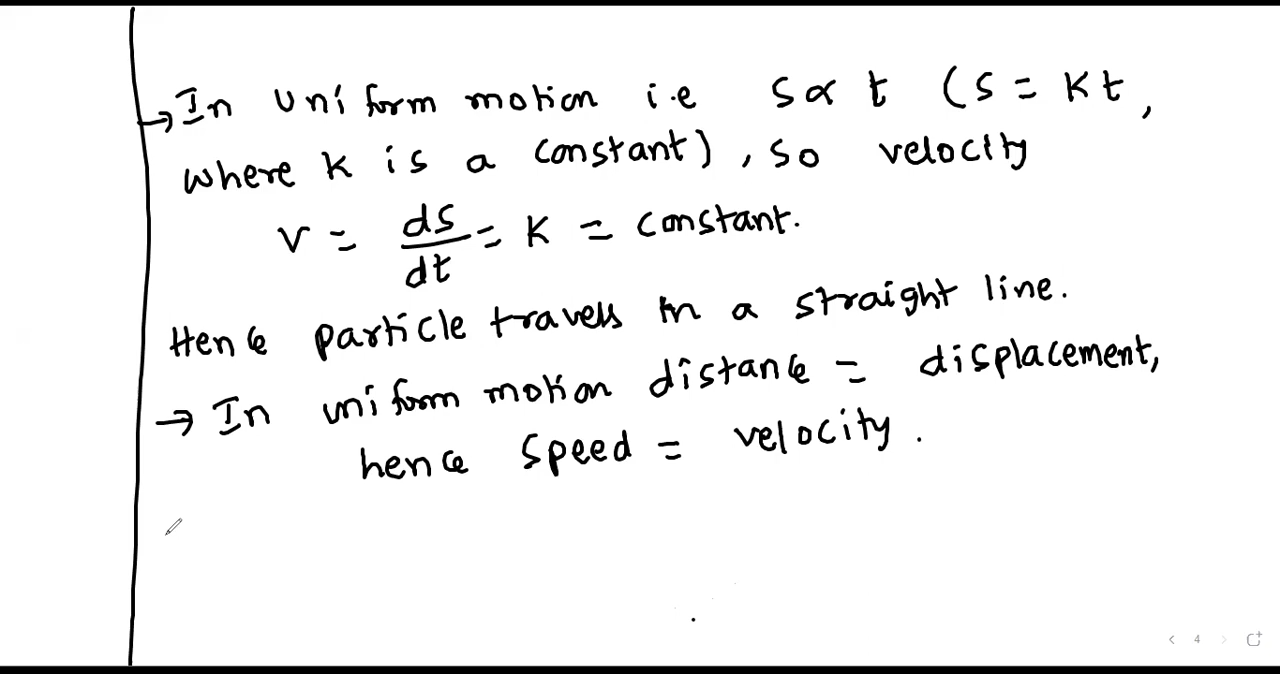 → In uniform motion i.e S ∝ t (S = Kt,
where K is a constant), so velocity
V = dS/dt = K = constant.
Hence particle travels in a straight line.
→ In uniform motion distance = displacement,
hence speed = velocity.
< 4 >